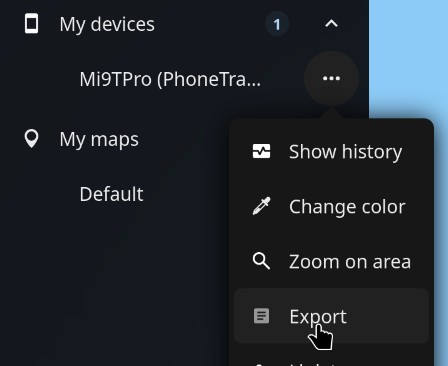 My devices 1
Mi9TPro (PhoneTra...
Show history
My maps
Change color
Default
Zoom on area
Export